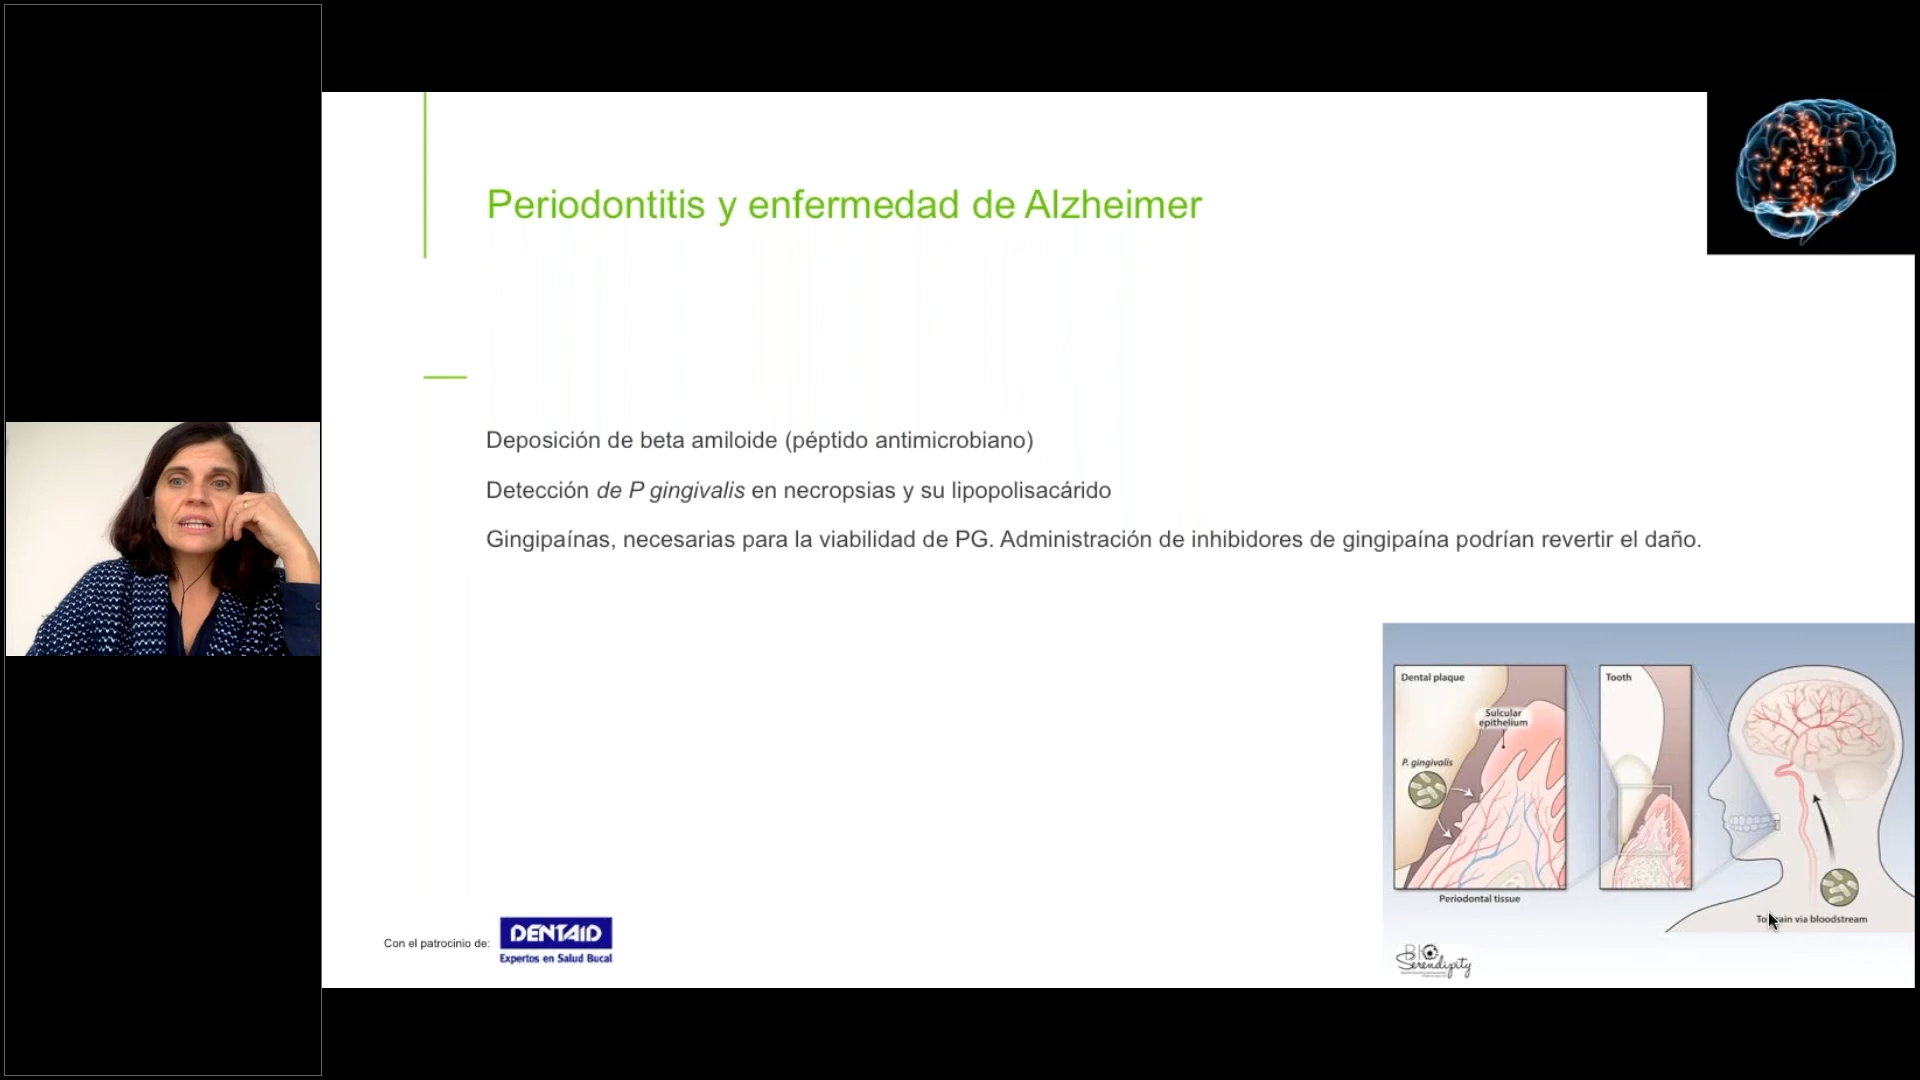 Periodontitis y enfermedad de Alzheimer
Deposición de beta amiloide (péptido antimicrobiano)
Detección de P gingivalis en necropsias y su lipopolisacárido
Gingipaínas, necesarias para la viabilidad de PG. Administración de inhibidores de gingipaína podrían revertir el daño.
Dental plaque
Sulcular
epithelium
P. gingivalis
Periodontal tissue
Tooth
via bloodstream
Con el patrocinio de:
DENTAID
Expertos en Salud Bucal
BIO
Serendipity